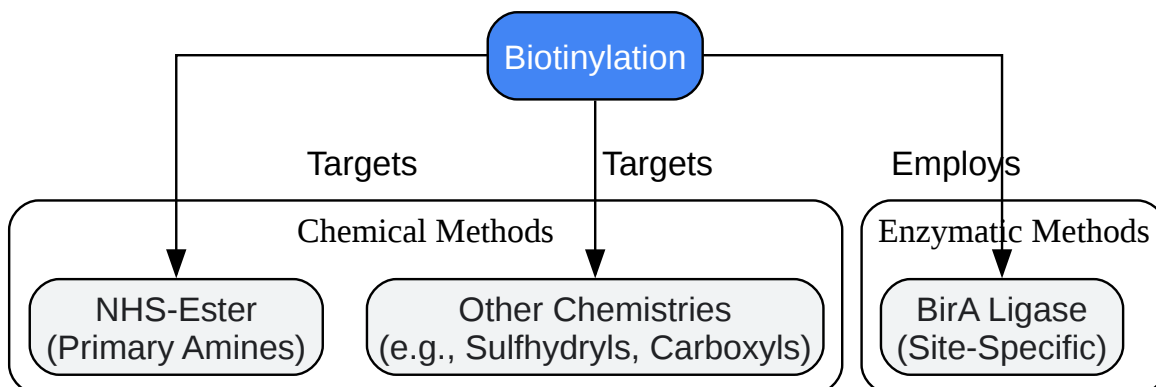 Biotinylation
Targets
Targets
Employs
Chemical Methods
Enzymatic Methods
NHS-Ester
(Primary Amines)
Other Chemistries
(e.g., Sulfhydryls, Carboxyls)
BirA Ligase
(Site-Specific)